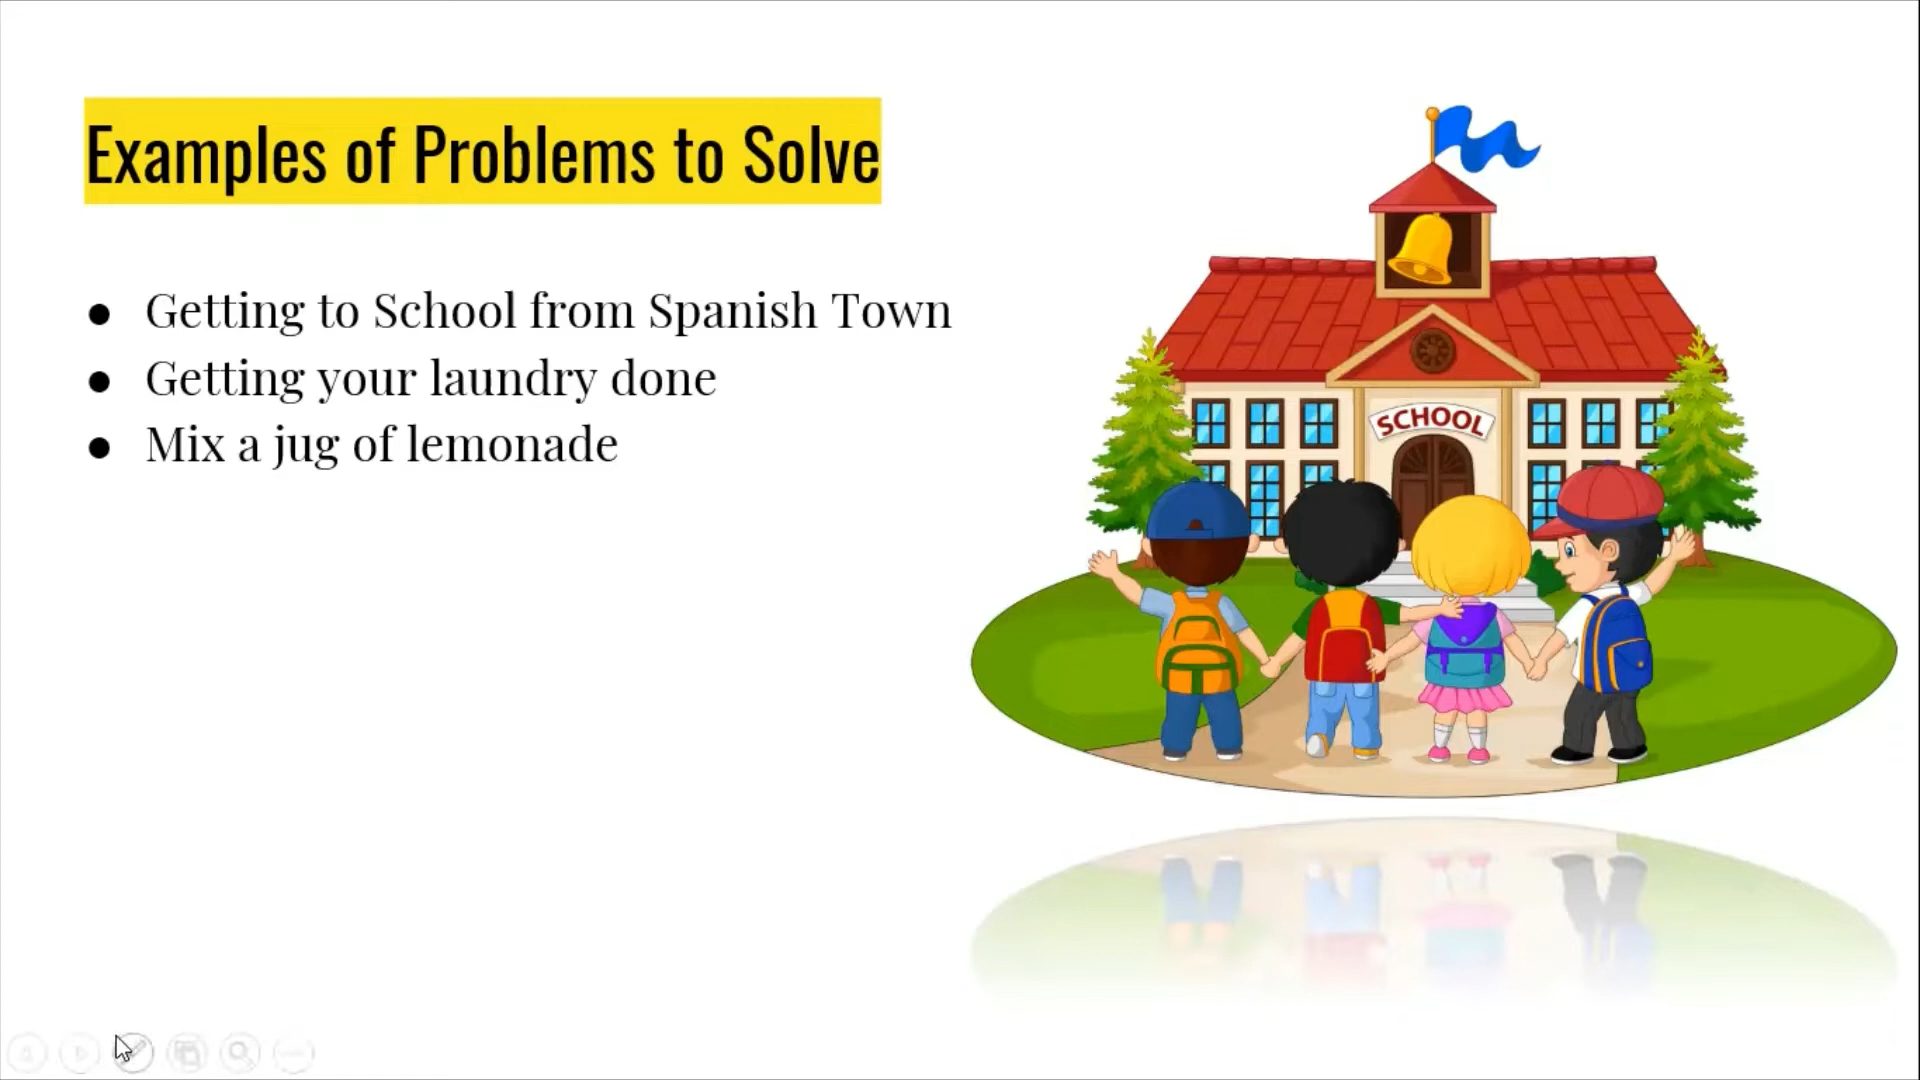 Examples of Problems to Solve
● Getting to School from Spanish Town
● Getting your laundry done
● Mix a jug of lemonade
SCHOOL